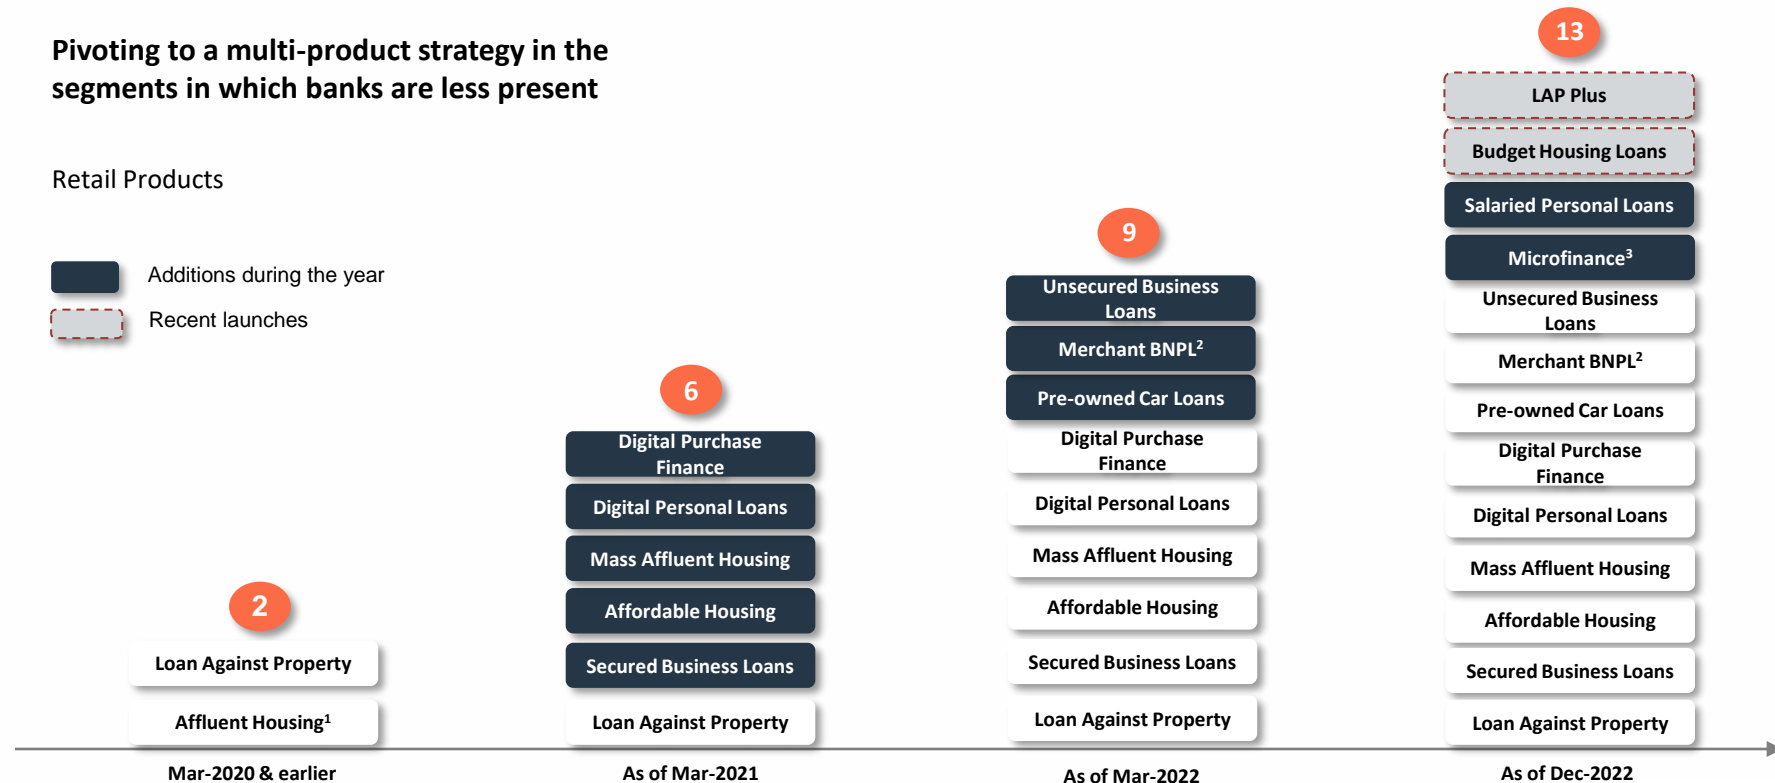 Pivoting to a multi-product strategy in the
segments in which banks are less present
Retail Products
Additions during the year
Recent launches
2
Loan Against Property
Affluent Housing¹
Mar-2020 & earlier
6
Digital Purchase
Finance
Digital Personal Loans
Mass Affluent Housing
Affordable Housing
Secured Business Loans
Loan Against Property
As of Mar-2021
9
Unsecured Business
Loans
Merchant BNPL²
Pre-owned Car Loans
Digital Purchase
Finance
Digital Personal Loans
Mass Affluent Housing
Affordable Housing
Secured Business Loans
Loan Against Property
As of Mar-2022
13
LAP Plus
Budget Housing Loans
Salaried Personal Loans
Microfinance³
Unsecured Business
Loans
Merchant BNPL²
Pre-owned Car Loans
Digital Purchase
Finance
Digital Personal Loans
Mass Affluent Housing
Affordable Housing
Secured Business Loans
Loan Against Property
As of Dec-2022